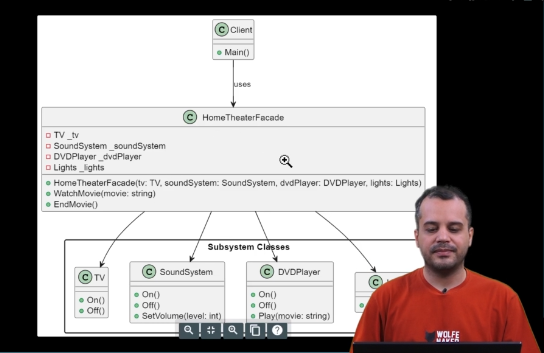 C Client
Main()
uses
C HomeTheaterFacade
TV _tv
SoundSystem _soundSystem
DVDPlayer _dvdPlayer
Lights _lights
HomeTheaterFacade(tv: TV, soundSystem: SoundSystem, dvdPlayer: DVDPlayer, lights: Lights)
WatchMovie(movie: string)
EndMovie()
Subsystem Classes
C TV
On()
Off()
C SoundSystem
On()
Off()
SetVolume(level: int)
C DVDPlayer
On()
Off()
Play(movie: string)
C
?
WOLFE
MAKER